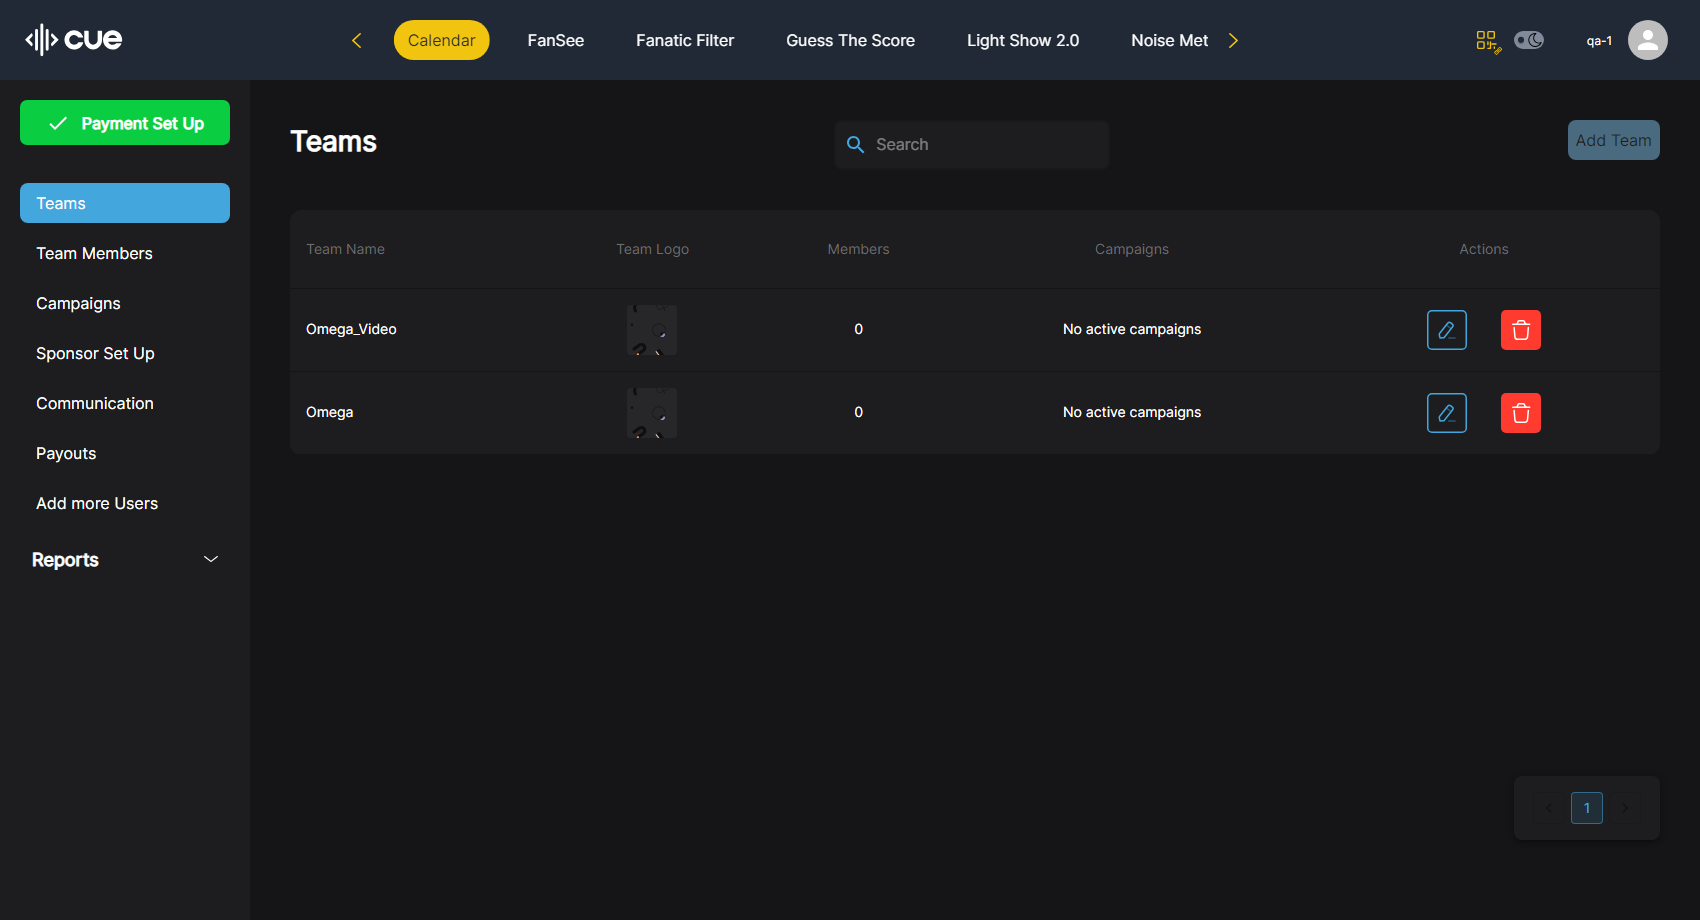 cue
Calendar
FanSee
Fanatic Filter
Guess The Score
Light Show 2.0
Noise Met
qa-1
Payment Set Up
Teams
Team Members
Campaigns
Sponsor Set Up
Communication
Payouts
Add more Users
Reports
Teams
Search
Add Team
Team Name Team Logo Members Campaigns Actions
Omega_Video 0 No active campaigns
Omega 0 No active campaigns
1